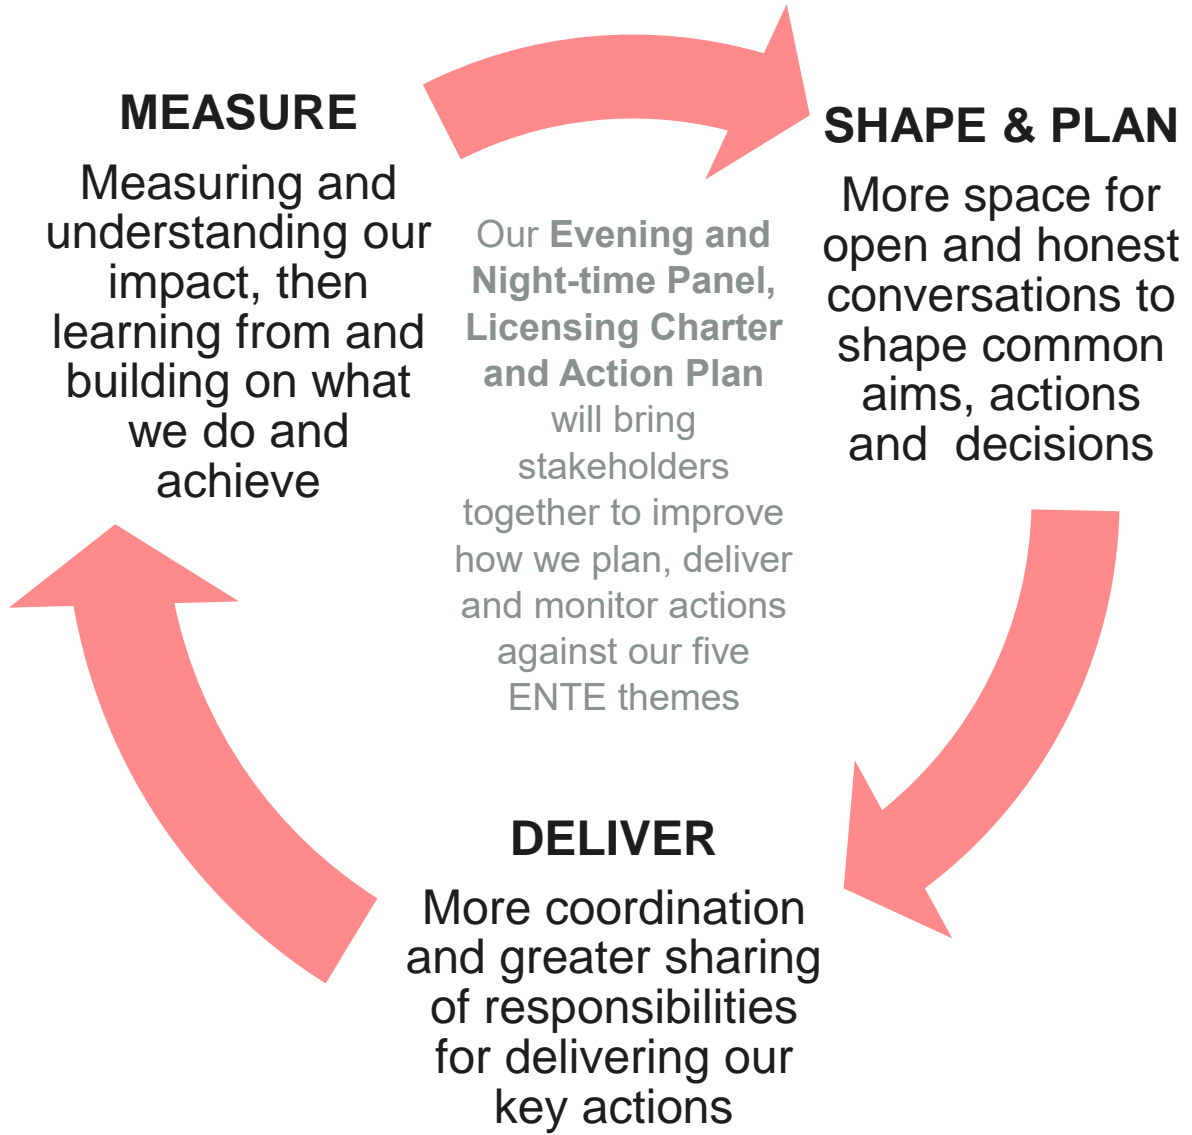 MEASURE
Measuring and
understanding our
impact, then
learning from and
building on what
we do and
achieve
Our Evening and
Night-time Panel,
Licensing Charter
and Action Plan
will bring
stakeholders
together to improve
how we plan, deliver
and monitor actions
against our five
ENTE themes
SHAPE & PLAN
More space for
open and honest
conversations to
shape common
aims, actions
and  decisions
DELIVER
More coordination
and greater sharing
of responsibilities
for delivering our
key actions